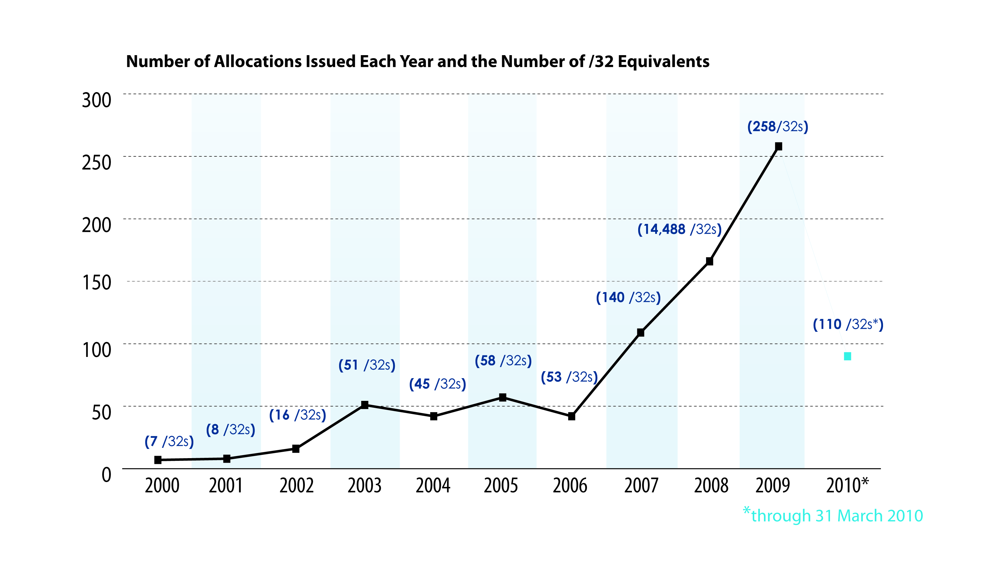 Number of Allocations Issued Each Year and the Number of /32 Equivalents
300
250
200
150
100
50
0
(7 /32s)
(8 /32s)
(16 /32s)
(51 /32s)
(45 /32s)
(58 /32s)
(53 /32s)
(140 /32s)
(14,488 /32s)
(258/32s)
(110 /32s*)
2000 2001 2002 2003 2004 2005 2006 2007 2008 2009 2010*
*through 31 March 2010